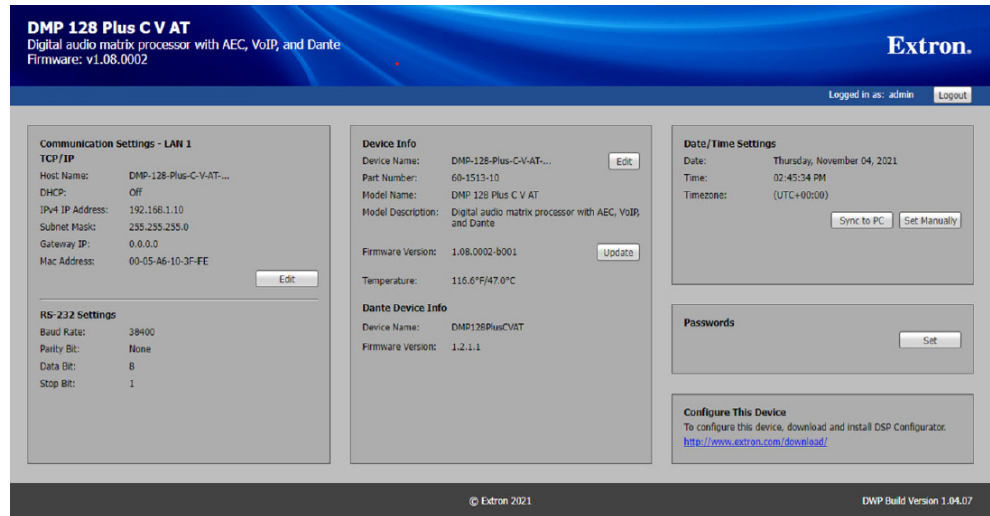 DMP 128 Plus C V AT
Digital audio matrix processor with AEC, VoIP, and Dante
Firmware: v1.08.0002
Extron.
Logged in as: admin Logout
Communication Settings - LAN 1
TCP/IP
Host Name: DMP-128-Plus-C-V-AT-...
DHCP: Off
IPv4 IP Address: 192.168.1.10
Subnet Mask: 255.255.255.0
Gateway IP: 0.0.0.0
Mac Address: 00-05-A6-10-3F-FE
Edit
RS-232 Settings
Baud Rate: 38400
Parity Bit: None
Data Bit: 8
Stop Bit: 1
Device Info
Device Name: DMP-128-Plus-C-V-AT-... Edit
Part Number: 60-1513-10
Model Name: DMP 128 Plus C V AT
Model Description: Digital audio matrix processor with AEC, VoIP,
and Dante
Firmware Version: 1.08.0002-b001 Update
Temperature: 116.6°F/47.0°C
Dante Device Info
Device Name: DMP128PlusCVAT
Firmware Version: 1.2.1.1
Date/Time Settings
Date: Thursday, November 04, 2021
Time: 02:45:34 PM
Timezone: (UTC+00:00)
Sync to PC Set Manually
Passwords
Set
Configure This Device
To configure this device, download and install DSP Configurator.
http://www.extron.com/download/
© Extron 2021
DWP Build Version 1.04.07